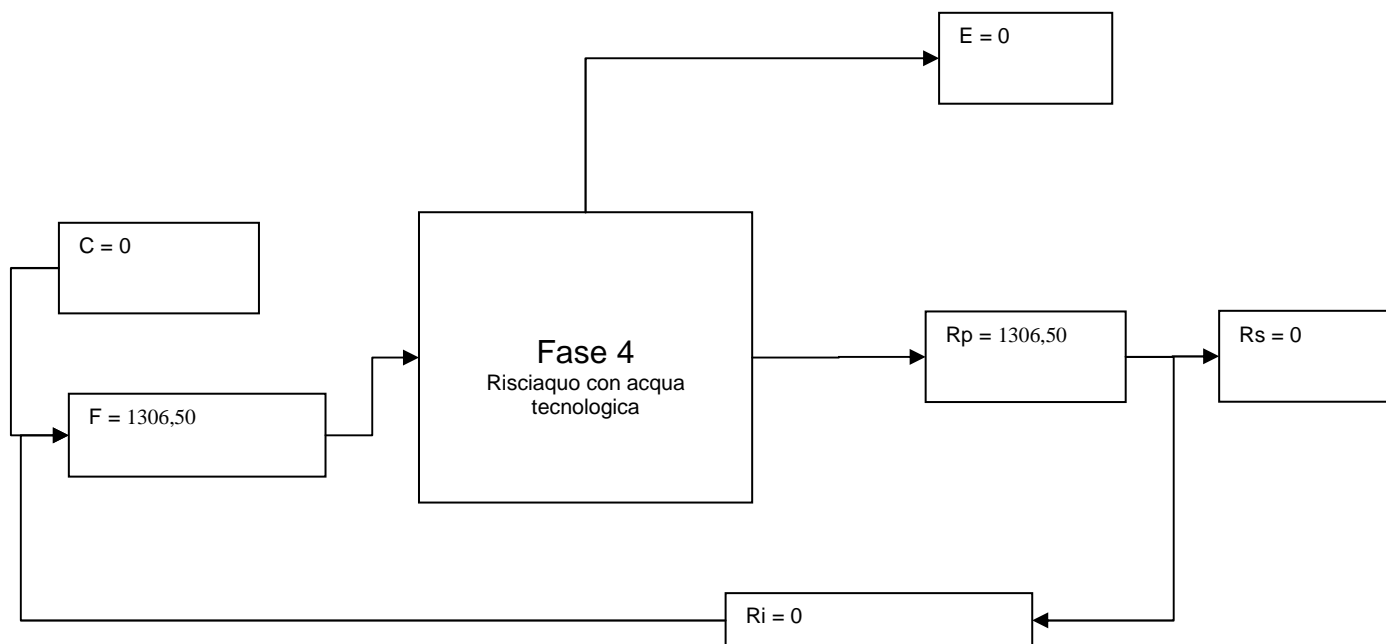 E = 0
C = 0
Fase 4
Risciaquo con acqua
tecnologica
Rp = 1306,50
Rs = 0
F = 1306,50
Ri = 0